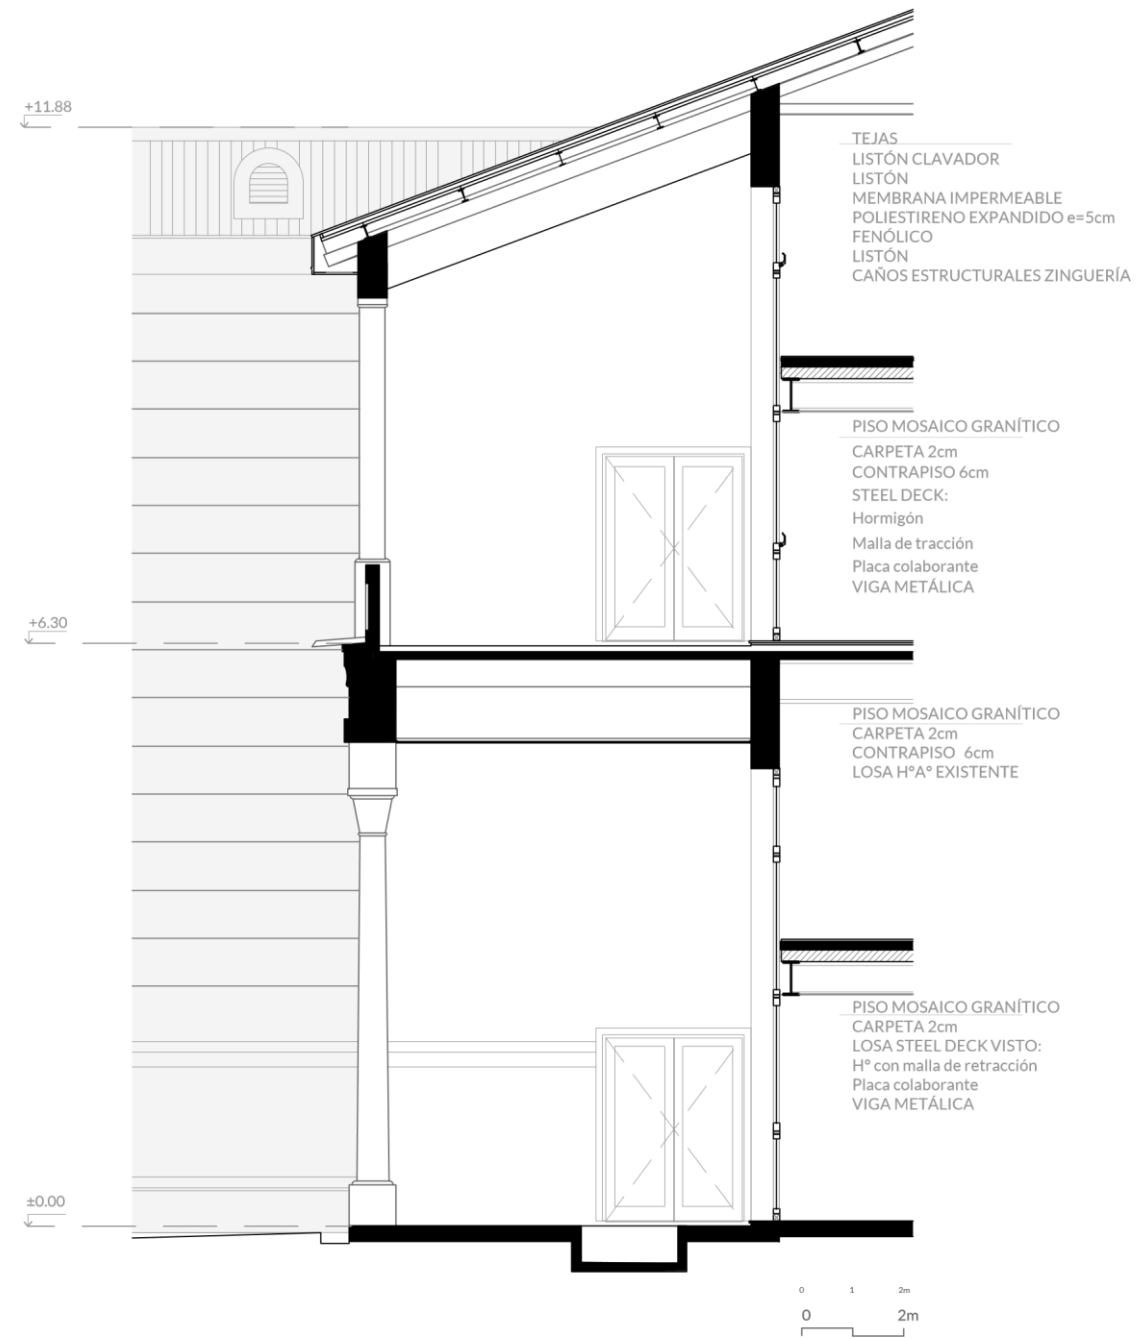 +11.88
TEJAS
LISTÓN CLAVADOR
LISTÓN
MEMBRANA IMPERMEABLE
POLIESTIRENO EXPANDIDO e=5cm
FENÓLICO
LISTÓN
CAÑOS ESTRUCTURALES ZINGUERÍA
PISO MOSAICO GRANÍTICO
CARPETA 2cm
CONTRAPISO 6cm
STEEL DECK:
Hormigón
Malla de tracción
Placa colaborante
VIGA METÁLICA
+6.30
PISO MOSAICO GRANÍTICO
CARPETA 2cm
CONTRAPISO 6cm
LOSA H°A° EXISTENTE
PISO MOSAICO GRANÍTICO
CARPETA 2cm
LOSA STEEL DECK VISTO:
H° con malla de retracción
Placa colaborante
VIGA METÁLICA
±0.00
0 1 2m
0 2m